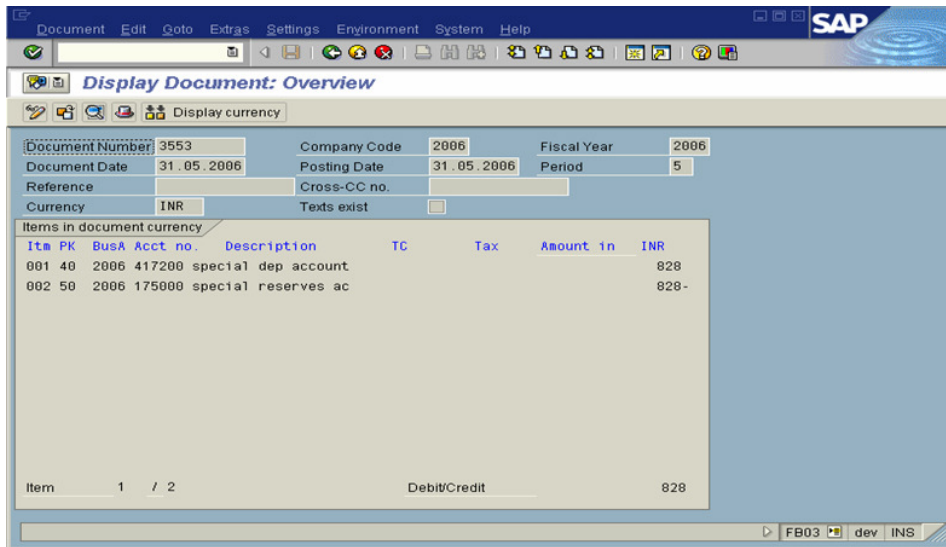 Document Edit Goto Extras Settings Environment System Help
SAP
Display Document: Overview
Display currency
Document Number 3553 Company Code 2006 Fiscal Year 2006
Document Date 31.05.2006 Posting Date 31.05.2006 Period 5
Reference Cross-CC no.
Currency INR Texts exist
Items in document currency
Itm PK BusA Acct no. Description TC Tax Amount in INR
001 40 2006 417200 special dep account 828
002 50 2006 175000 special reserves ac 828-
Item 1 / 2 Debit/Credit 828
FB03 dev INS